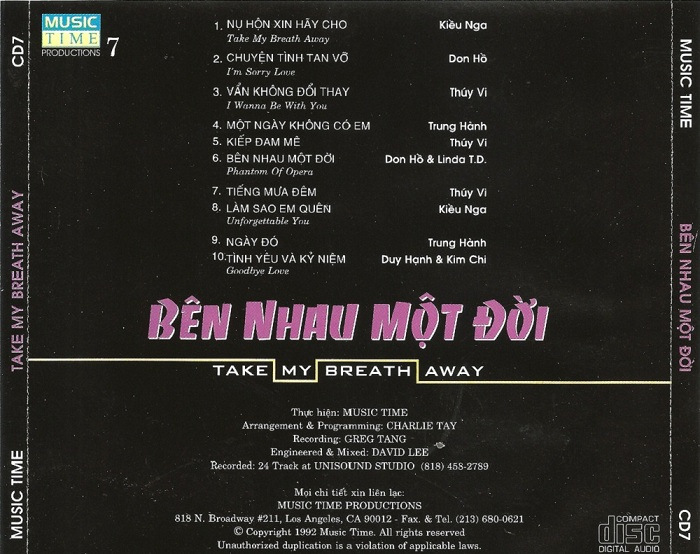 MUSIC
TIME
PRODUCTIONS 7
CD7
TAKE MY BREATH AWAY
MUSIC TIME
1. NỤ HÔN XIN HÃY CHO Kiều Nga
Take My Breath Away
2. CHUYỆN TÌNH TAN VỠ Don Hồ
I'm Sorry Love
3. VẨN KHÔNG ĐỔI THAY Thúy Vi
I Wanna Be With You
4. MỘT NGÀY KHÔNG CÓ EM Trung Hành
5. KIẾP ĐAM MÊ Thúy Vi
6. BÊN NHAU MỘT ĐỜI Don Hồ & Linda T.D.
Phantom Of Opera
7. TIẾNG MƯA ĐÊM Thúy Vi
8. LÀM SAO EM QUÊN Kiều Nga
Unforgettable You
9. NGÀY ĐÓ Trung Hành
10. TÌNH YÊU VÀ KỶ NIỆM Duy Hạnh & Kim Chi
Goodbye Love
BÊN NHAU MỘT ĐỜI
TAKE MY BREATH AWAY
Thực hiện: MUSIC TIME
Arrangement & Programming: CHARLIE TAY
Recording: GREG TANG
Engineered & Mixed: DAVID LEE
Recorded: 24 Track at UNISOUND STUDIO (818) 458-2789
Mọi chi tiết xin liên lạc:
MUSIC TIME PRODUCTIONS
818 N. Broadway #211, Los Angeles, CA 90012 - Fax. & Tel. (213) 680-0621
© Copyright 1992 Music Time. All rights reserved
Unauthorized duplication is a violation of applicable laws.
COMPACT
disc
DIGITAL AUDIO
MUSIC TIME
BÊN NHAU MỘT ĐỜI
CD7